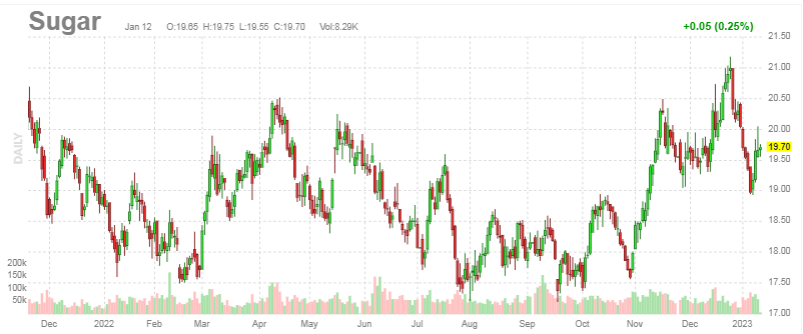 Sugar Jan 12 O:19.65 H:19.75 L:19.55 C:19.70 Vol:8.29K +0.05 (0.25%)
21.50
21.00
20.50
20.00
DAILY
19.70
19.50
19.00
18.50
18.00
200k
150k 17.50
100k
50k
17.00
Dec 2022 Feb Mar Apr May Jun Jul Aug Sep Oct Nov Dec 2023